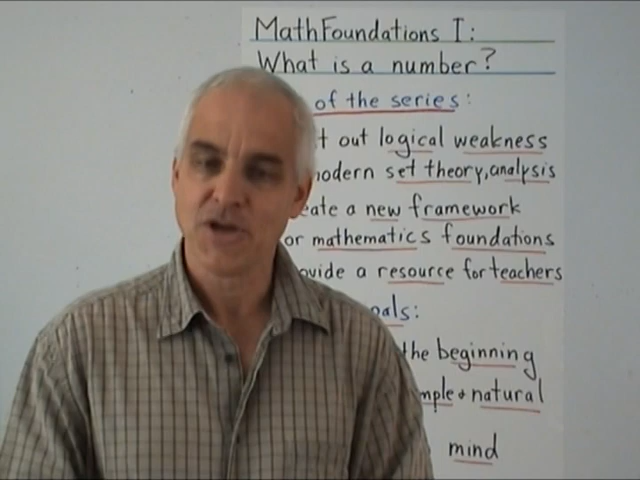 MathFoundations I:
What is a number?
of the series:
t out logical weakness
modern set theory, analysis
eate a new framework
or mathematics foundations
ovide a resource for teachers
oals:
the beginning
mple + natural
mind